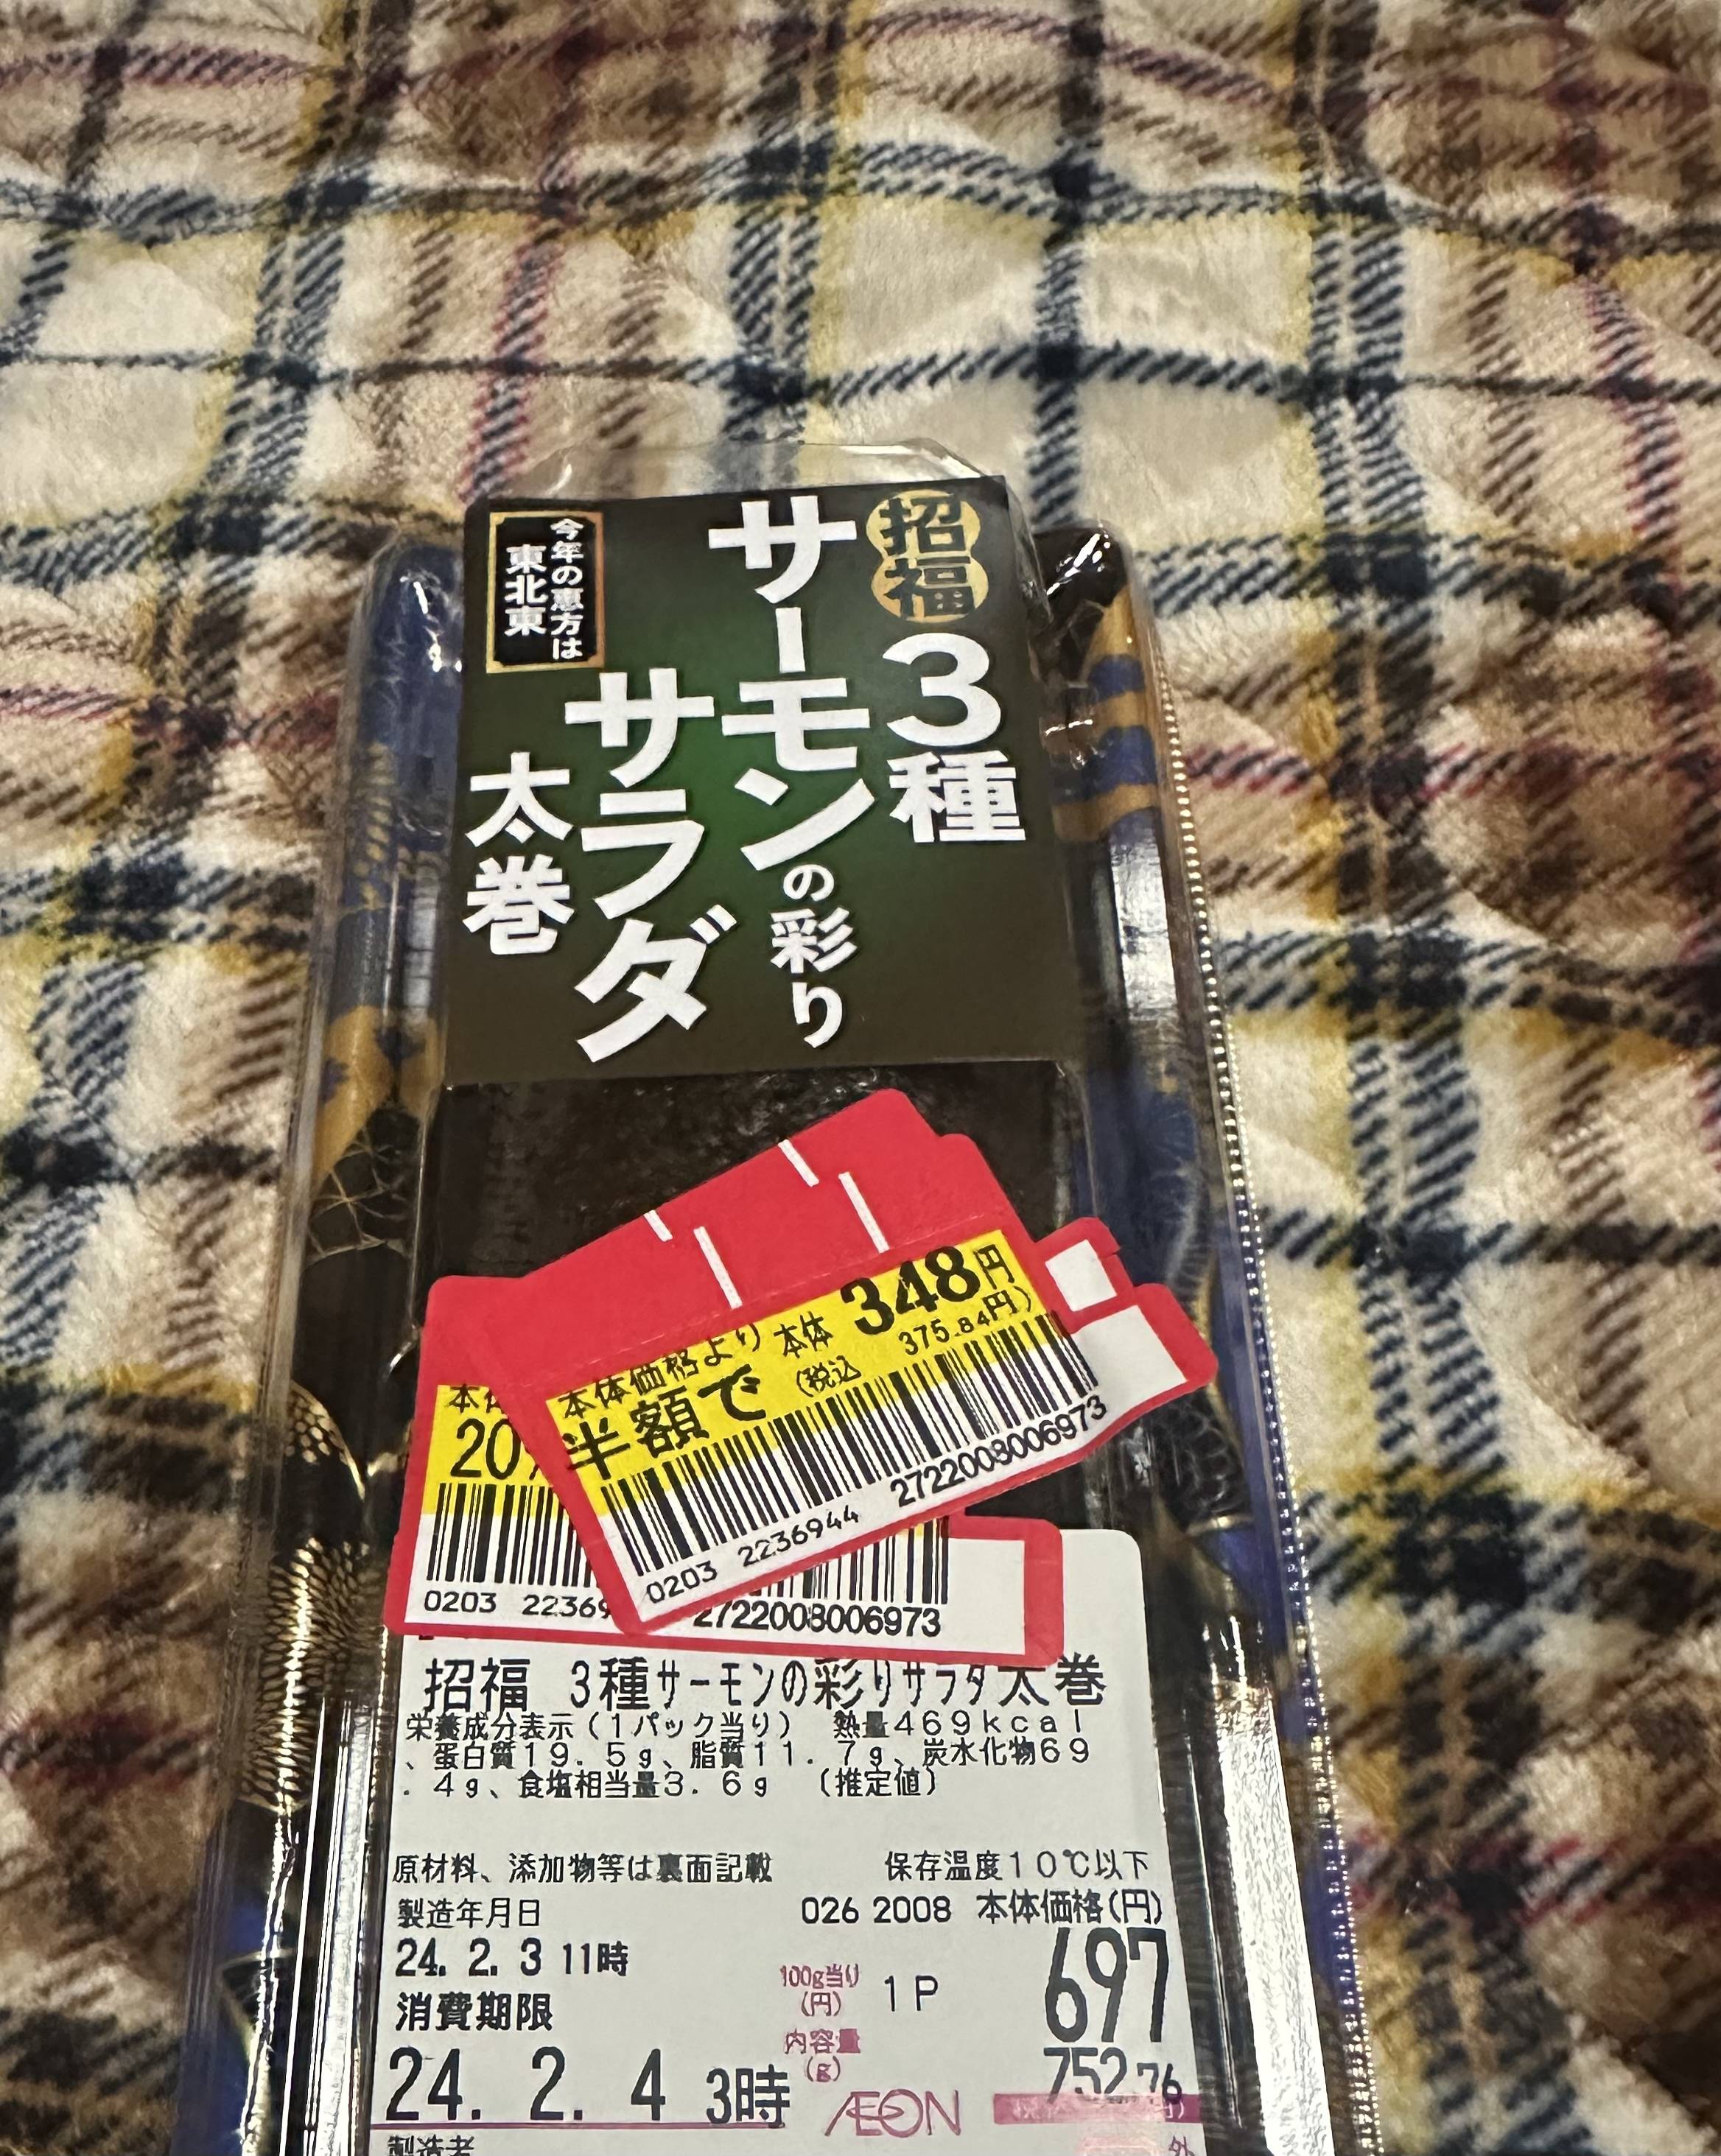 招福
3種
サーモンの彩り
サラダ
太巻
今年の恵方は
東北東
本体価格より 本体 348円
半額で (税込 375.84円)
0203 2236944 2722008006973
20
0203 22369
2722008006973
招福 3種サーモンの彩りサラダ太巻
栄養成分表示(1パック当り) 熱量469kcal
、蛋白質19.5g、脂質11.7g、炭水化物69
.4g、食塩相当量3.6g (推定値)
原材料、添加物等は裏面記載 保存温度10℃以下
製造年月日 026 2008 本体価格(円)
24.2.3 11時 697
100g当り
(円) 1P
消費期限
内容量
(g)
24.2.4 3時 752.76
ÆON
製造者